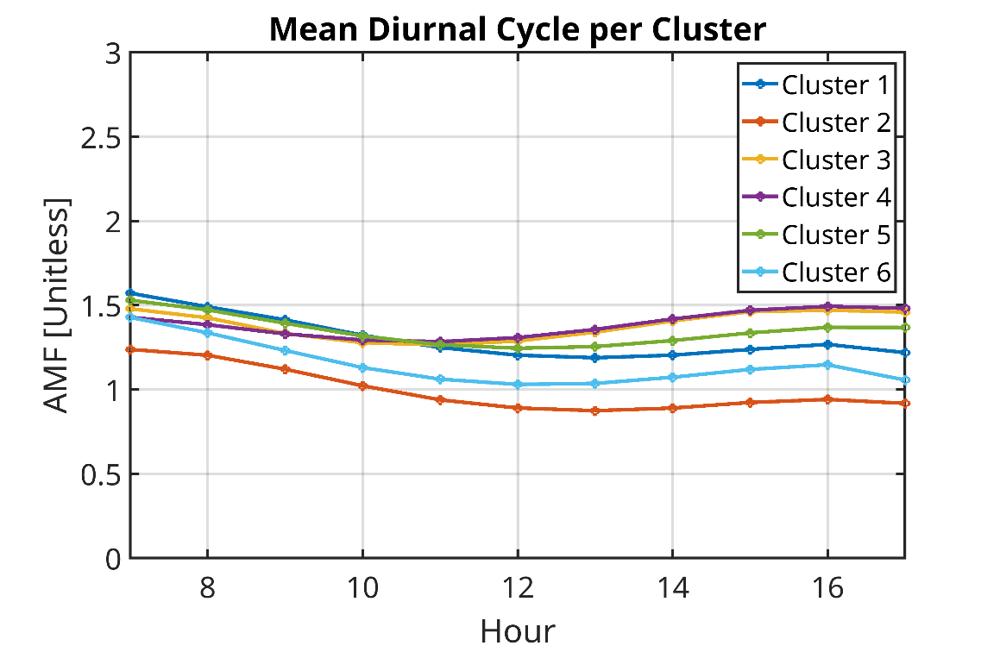 Mean Diurnal Cycle per Cluster
3
2.5
2
1.5
1
0.5
0
AMF [Unitless]
Cluster 1
Cluster 2
Cluster 3
Cluster 4
Cluster 5
Cluster 6
8 10 12 14 16
Hour